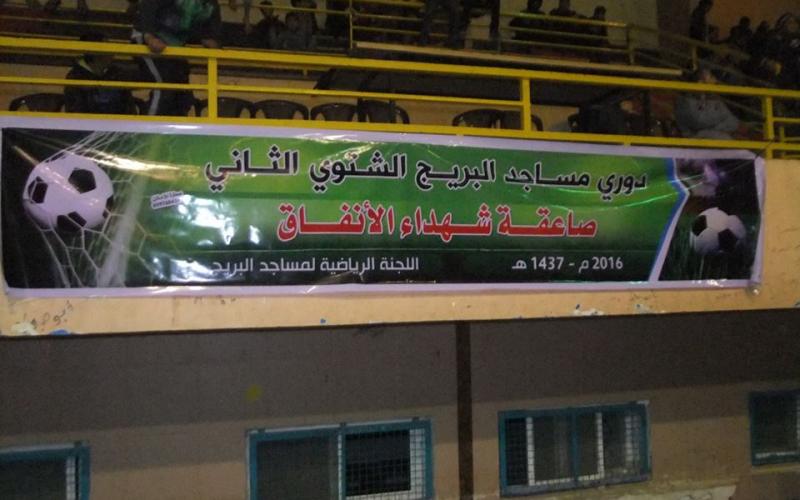 دوري مساجد البريج الشتوي الثاني
صاعقة شهداء الأنفاق
2016 م - 1437 هـ
اللجنة الرياضية لمساجد البريج